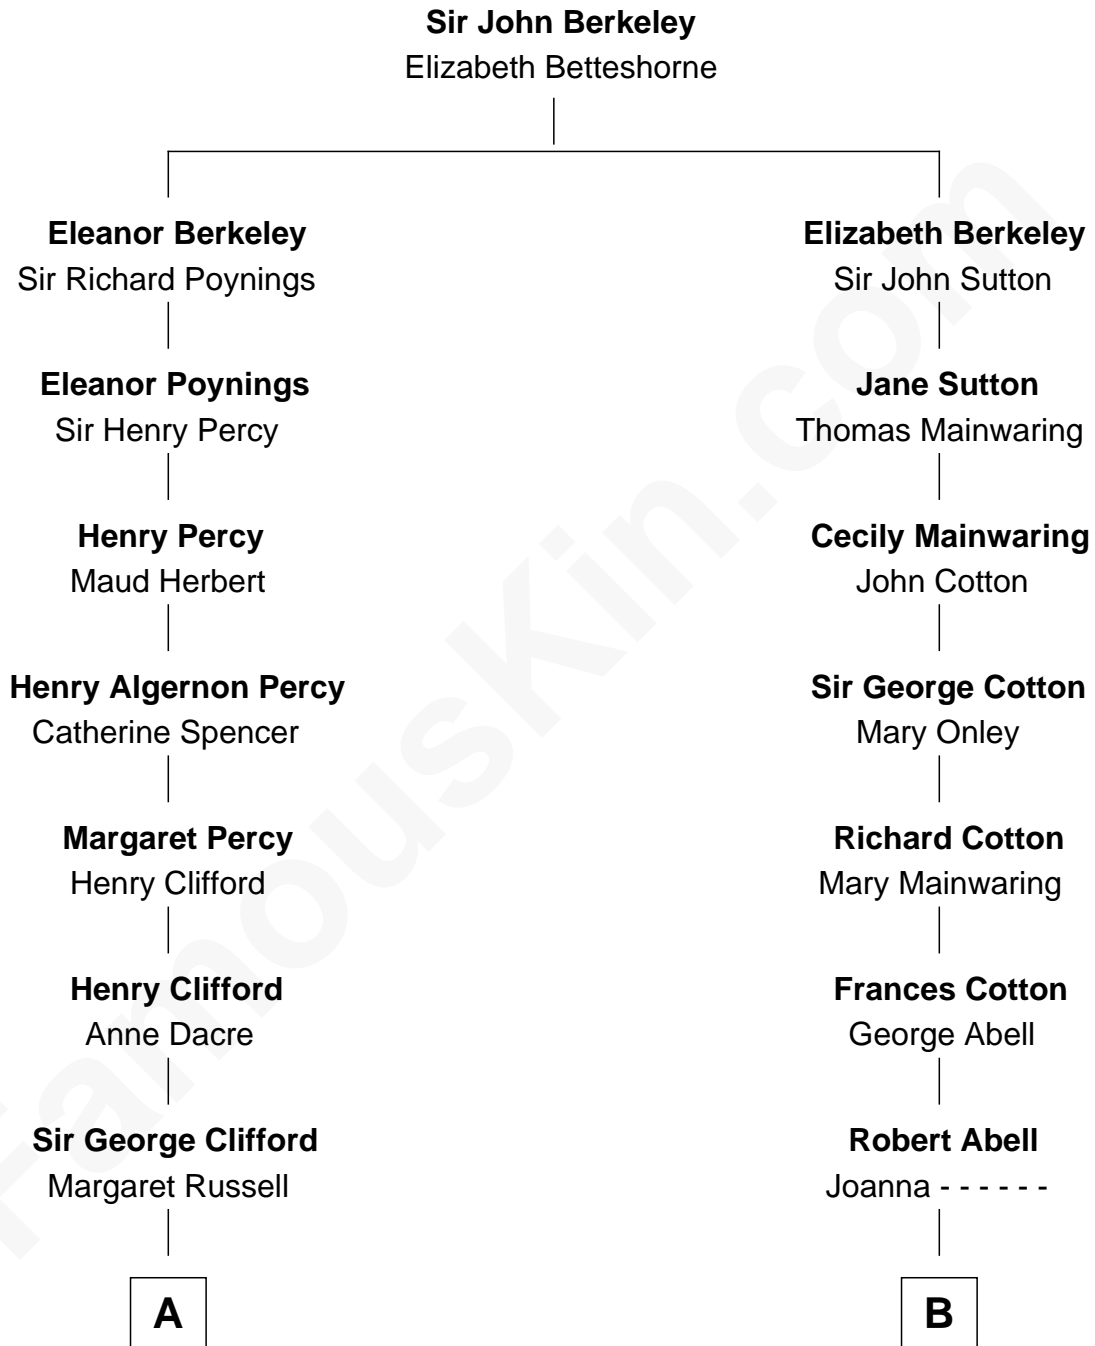 Sir John Berkeley
Elizabeth Betteshorne
Eleanor Berkeley
Sir Richard Poynings
Eleanor Poynings
Sir Henry Percy
Henry Percy
Maud Herbert
Henry Algernon Percy
Catherine Spencer
Margaret Percy
Henry Clifford
Henry Clifford
Anne Dacre
Sir George Clifford
Margaret Russell
A
Elizabeth Berkeley
Sir John Sutton
Jane Sutton
Thomas Mainwaring
Cecily Mainwaring
John Cotton
Sir George Cotton
Mary Onley
Richard Cotton
Mary Mainwaring
Frances Cotton
George Abell
Robert Abell
Joanna - - - - - -
B
FamousKin.com